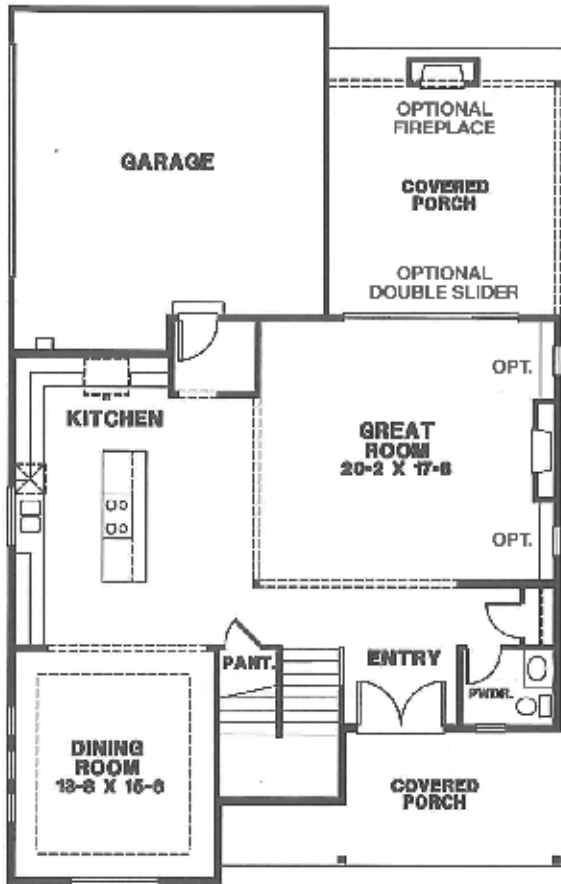 OPTIONAL
FIREPLACE
GARAGE
COVERED
PORCH
OPTIONAL
DOUBLE SLIDER
OPT.
KITCHEN
GREAT
ROOM
20-2 X 17-6
OPT.
PANT.
ENTRY
PWDR.
DINING
ROOM
13-6 X 15-6
COVERED
PORCH